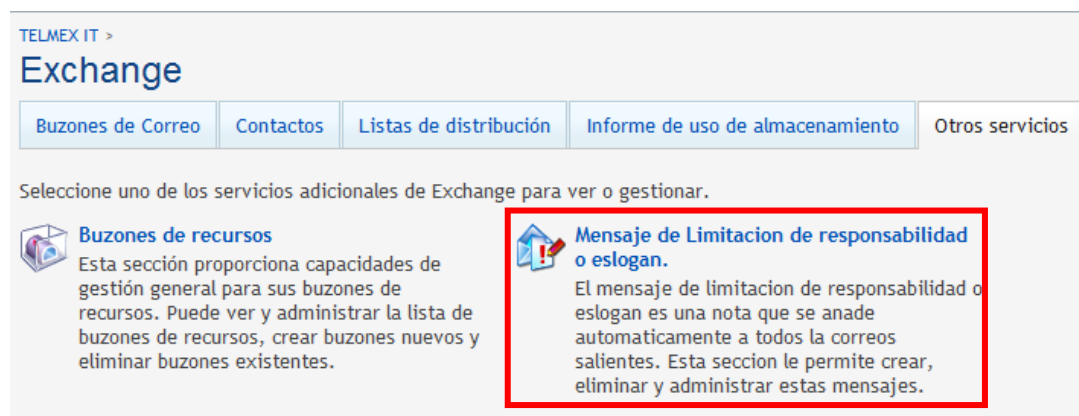 TELMEX IT >
Exchange
Buzones de Correo
Contactos
Listas de distribución
Informe de uso de almacenamiento
Otros servicios
Seleccione uno de los servicios adicionales de Exchange para ver o gestionar.
Buzones de recursos
Esta sección proporciona capacidades de
gestión general para sus buzones de
recursos. Puede ver y administrar la lista de
buzones de recursos, crear buzones nuevos y
eliminar buzones existentes.
Mensaje de Limitacion de responsabilidad
o eslogan.
El mensaje de limitacion de responsabilidad o
eslogan es una nota que se anade
automaticamente a todos la correos
salientes. Esta seccion le permite crear,
eliminar y administrar estas mensajes.